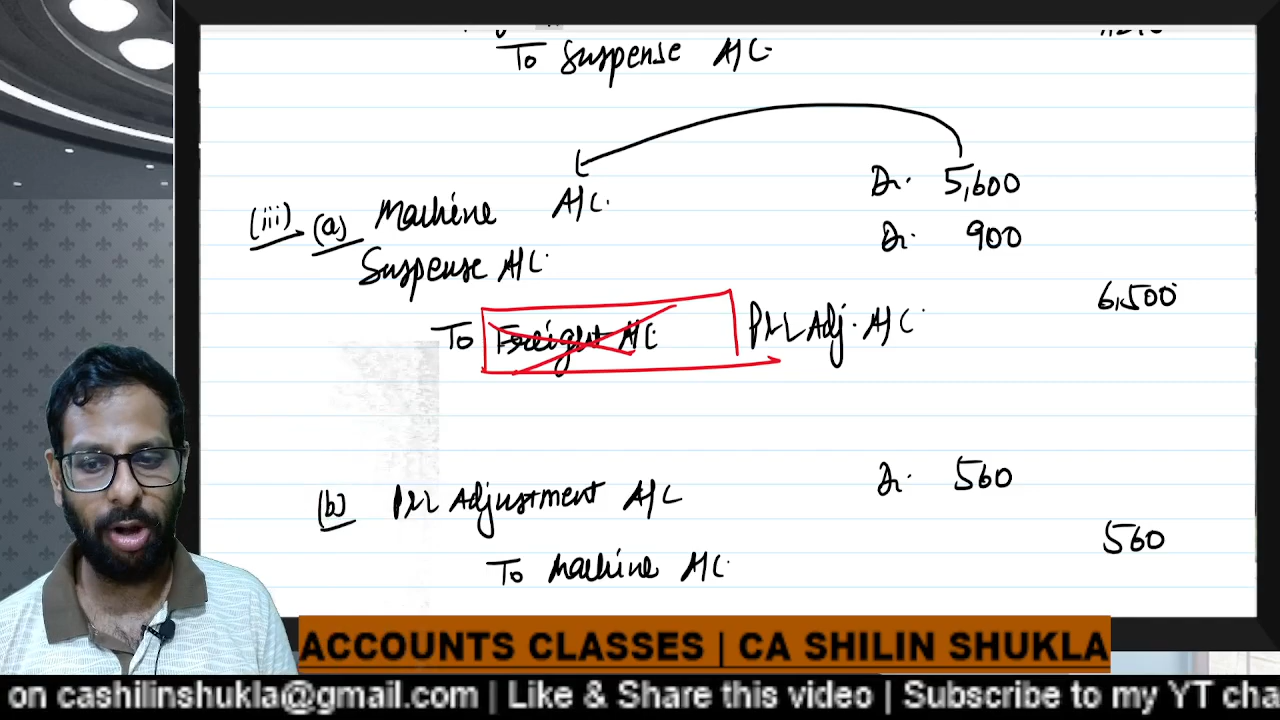 To Suspense A/C.
(iii) (a) Machine A/C. Dr. 5,600
Suspense A/C. Dr. 900
To Freight A/C P&L Adj. A/C. 6,500
(b) P&L Adjustment A/C Dr. 560
To Machine A/C. 560
ACCOUNTS CLASSES | CA SHILIN SHUKLA
on cashilinshukla@gmail.com | Like & Share this video | Subscribe to my YT cha